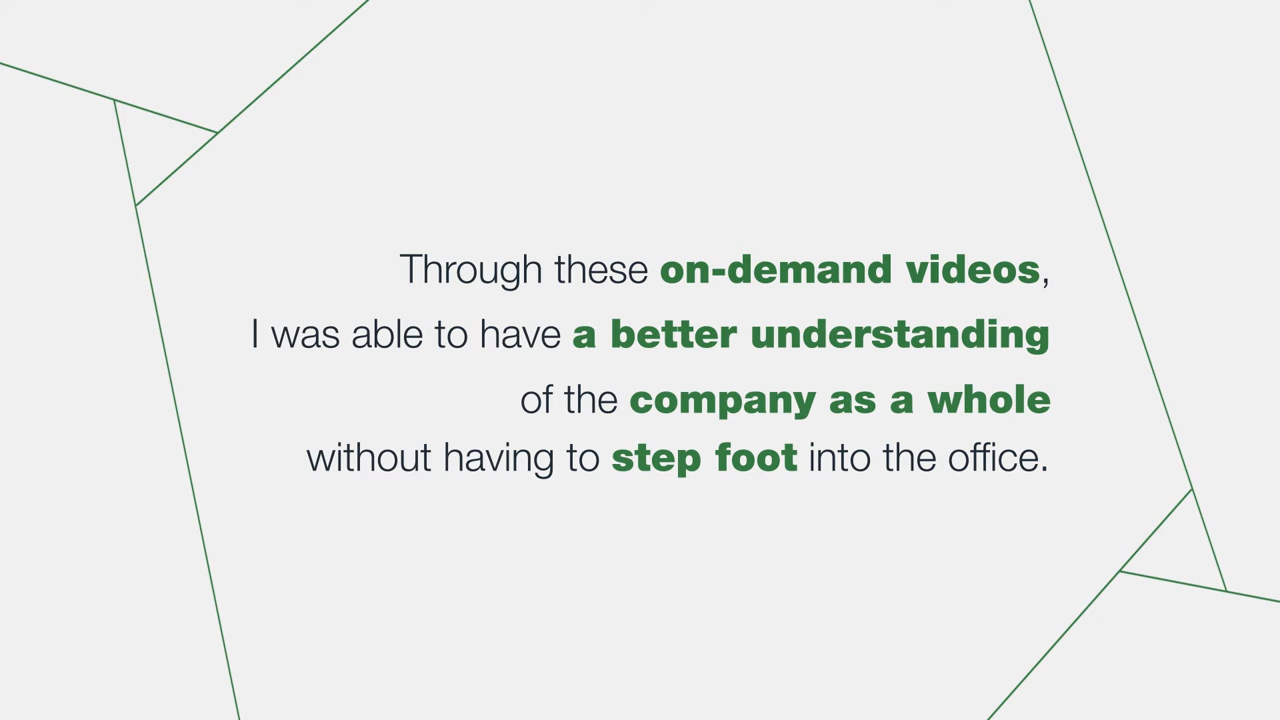 Through these on-demand videos,
I was able to have a better understanding
of the company as a whole
without having to step foot into the office.